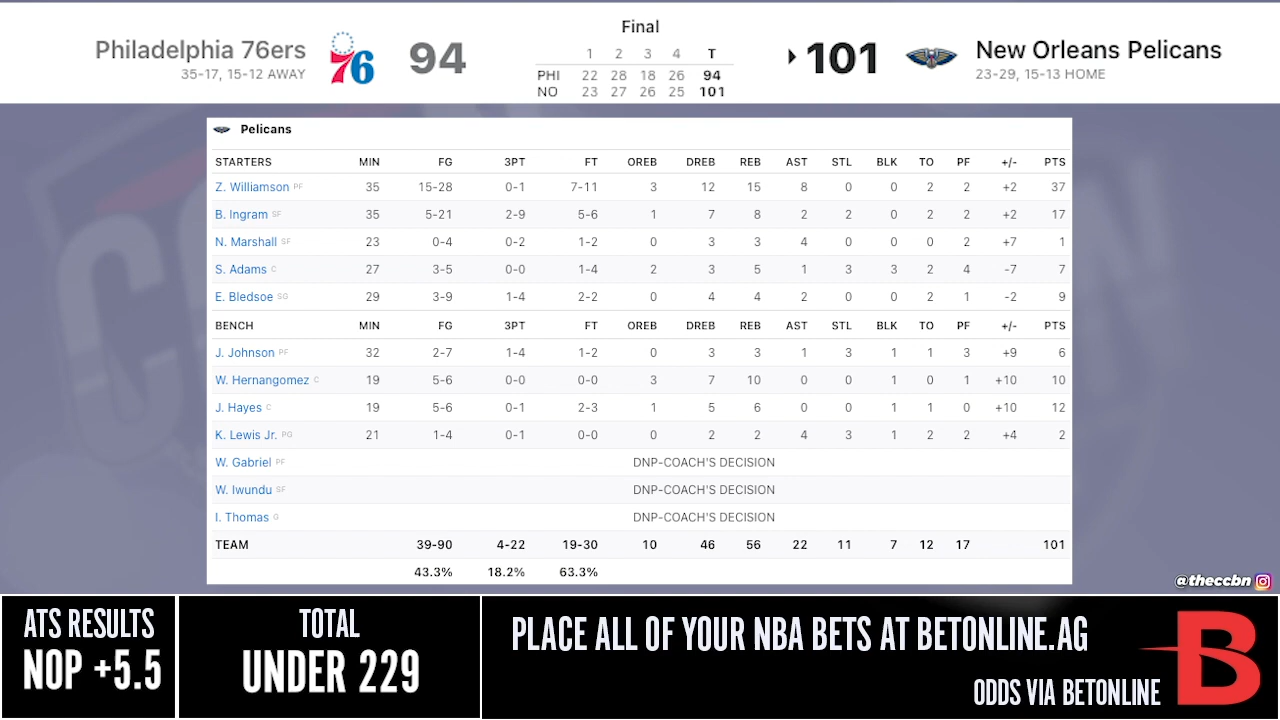 Final
Philadelphia 76ers 94 101 New Orleans Pelicans
35-17, 15-12 AWAY 23-29, 15-13 HOME
76
1 2 3 4 T
PHI 22 28 18 26 94
NO 23 27 26 25 101
Pelicans
STARTERS MIN FG 3PT FT OREB DREB REB AST STL BLK TO PF +/- PTS
Z. Williamson PF 35 15-28 0-1 7-11 3 12 15 8 0 0 2 2 +2 37
B. Ingram SF 35 5-21 2-9 5-6 1 7 8 2 2 0 2 2 +2 17
N. Marshall SF 23 0-4 0-2 1-2 0 3 3 4 0 0 0 2 +7 1
S. Adams C 27 3-5 0-0 1-4 2 3 5 1 3 3 2 4 -7 7
E. Bledsoe SG 29 3-9 1-4 2-2 0 4 4 2 0 0 2 1 -2 9
BENCH MIN FG 3PT FT OREB DREB REB AST STL BLK TO PF +/- PTS
J. Johnson PF 32 2-7 1-4 1-2 0 3 3 1 3 1 1 3 +9 6
W. Hernangomez C 19 5-6 0-0 0-0 3 7 10 0 0 1 0 1 +10 10
J. Hayes C 19 5-6 0-1 2-3 1 5 6 0 0 1 1 0 +10 12
K. Lewis Jr. PG 21 1-4 0-1 0-0 0 2 2 4 3 1 2 2 +4 2
W. Gabriel PF DNP-COACH'S DECISION
W. Iwundu SF DNP-COACH'S DECISION
I. Thomas G DNP-COACH'S DECISION
TEAM 39-90 4-22 19-30 10 46 56 22 11 7 12 17 101
43.3% 18.2% 63.3%
@theccbn
ATS RESULTS
NOP +5.5
TOTAL
UNDER 229
PLACE ALL OF YOUR NBA BETS AT BETONLINE.AG
ODDS VIA BETONLINE
B